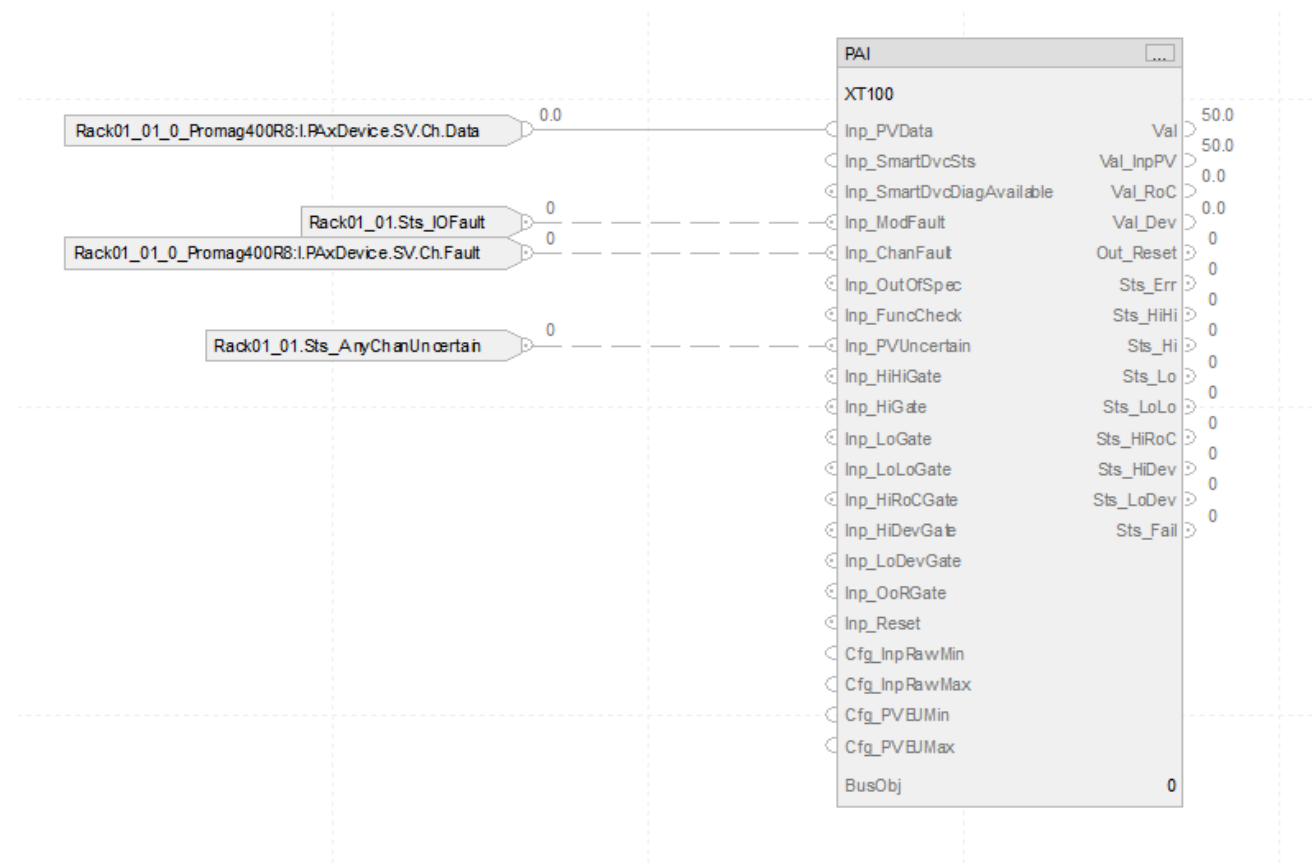 PAI ...
XT100
Rack01_01_0_Promag400R8:I.PAxDevice.SV.Ch.Data 0.0 Inp_PVData Val 50.0
Inp_SmartDvcSts Val_InpPV 50.0
Inp_SmartDvcDiagAvailable Val_RoC 0.0
Rack01_01.Sts_IOFault 0 Inp_ModFault Val_Dev 0.0
Rack01_01_0_Promag400R8:I.PAxDevice.SV.Ch.Fault 0 Inp_ChanFault Out_Reset 0
Inp_OutOfSpec Sts_Err 0
Inp_FuncCheck Sts_HiHi 0
Rack01_01.Sts_AnyChanUncertain 0 Inp_PVUncertain Sts_Hi 0
Inp_HiHiGate Sts_Lo 0
Inp_HiGate Sts_LoLo 0
Inp_LoGate Sts_HiRoC 0
Inp_LoLoGate Sts_HiDev 0
Inp_HiRoCGate Sts_LoDev 0
Inp_HiDevGate Sts_Fail 0
Inp_LoDevGate
Inp_OoRGate
Inp_Reset
Cfg_InpRawMin
Cfg_InpRawMax
Cfg_PVEUMin
Cfg_PVEUMax
BusObj 0